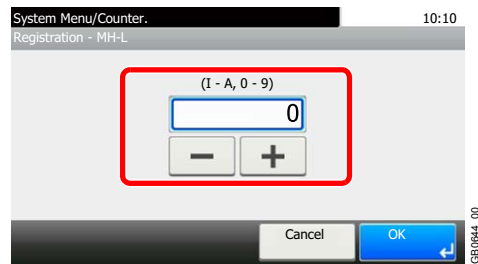 System Menu/Counter. 10:10
Registration - MH-L
(I - A, 0 - 9)
0
Cancel OK
GB0644_00